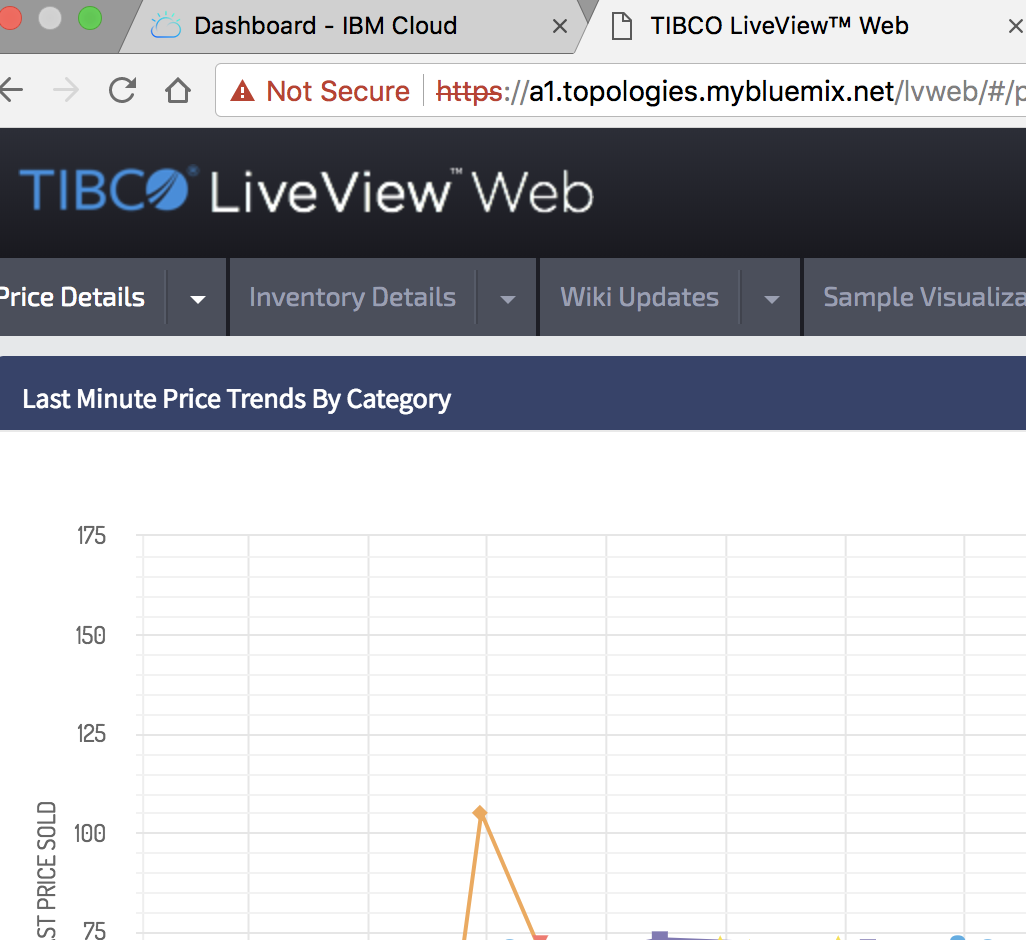 Dashboard - IBM Cloud
TIBCO LiveView™ Web
Not Secure https://a1.topologies.mybluemix.net/lvweb/#/p
TIBCO® LiveView™ Web
Price Details
Inventory Details
Wiki Updates
Sample Visualiza
Last Minute Price Trends By Category
175
150
125
100
75
ST PRICE SOLD